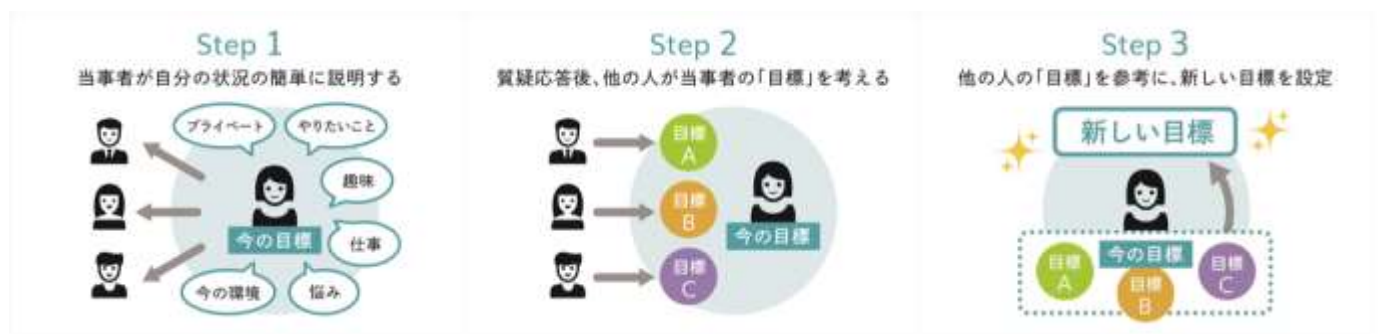 Step 1
当事者が自分の状況の簡単に説明する
プライベート
やりたいこと
趣味
今の目標
仕事
今の環境
悩み
Step 2
質疑応答後、他の人が当事者の「目標」を考える
目標
A
目標
B
今の目標
目標
C
Step 3
他の人の「目標」を参考に、新しい目標を設定
新しい目標
今の目標
目標
A
目標
B
目標
C